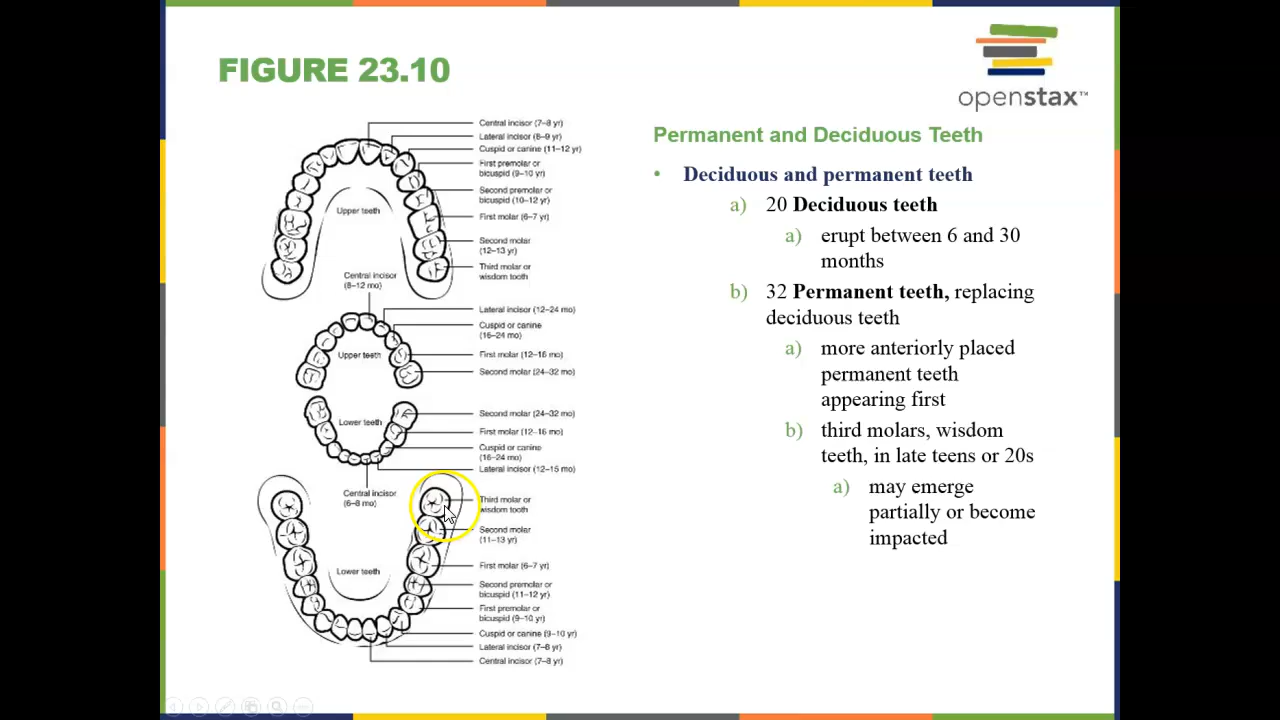 FIGURE 23.10
openstax™
Central incisor (7–8 yr)
Lateral incisor (8–9 yr)
Cuspid or canine (11–12 yr)
First premolar or
bicuspid (9–10 yr)
Second premolar or
bicuspid (10–12 yr)
First molar (6–7 yr)
Second molar
(12–13 yr)
Third molar or
wisdom tooth
Upper teeth
Central incisor
(8–12 mo)
Lateral incisor (12–24 mo)
Cuspid or canine
(16–24 mo)
First molar (12–16 mo)
Second molar (24–32 mo)
Upper teeth
Lower teeth
Second molar (24–32 mo)
First molar (12–16 mo)
Cuspid or canine
(16–24 mo)
Lateral incisor (12–15 mo)
Central incisor
(6–8 mo)
Third molar or
wisdom tooth
Second molar
(11–13 yr)
First molar (6–7 yr)
Second premolar or
bicuspid (11–12 yr)
First premolar or
bicuspid (9–10 yr)
Cuspid or canine (9–10 yr)
Lateral incisor (7–8 yr)
Central incisor (7–8 yr)
Lower teeth
Permanent and Deciduous Teeth
• Deciduous and permanent teeth
a) 20 Deciduous teeth
a) erupt between 6 and 30
months
b) 32 Permanent teeth, replacing
deciduous teeth
a) more anteriorly placed
permanent teeth
appearing first
b) third molars, wisdom
teeth, in late teens or 20s
a) may emerge
partially or become
impacted